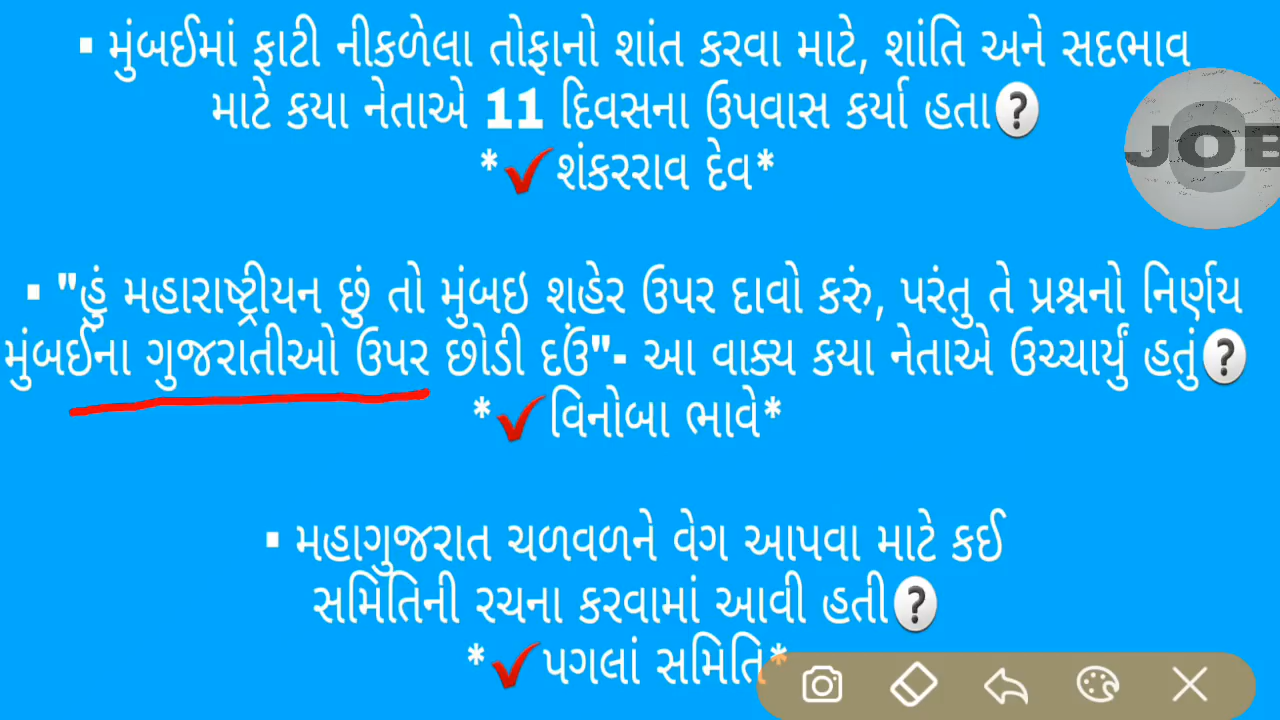 ▪ મુંબઈમાં ફાટી નીકળેલા તોફાનો શાંત કરવા માટે, શાંતિ અને સદભાવ
માટે કયા નેતાએ 11 દિવસના ઉપવાસ કર્યા હતા❓
*✔શંકરરાવ દેવ*
JOB
▪ "હું મહારાષ્ટ્રીયન છું તો મુંબઇ શહેર ઉપર દાવો કરું, પરંતુ તે પ્રશ્નનો નિર્ણય
મુંબઈના ગુજરાતીઓ ઉપર છોડી દઉં"- આ વાક્ય કયા નેતાએ ઉચ્ચાર્યું હતું❓
*✔વિનોબા ભાવે*
▪ મહાગુજરાત ચળવળને વેગ આપવા માટે કઈ
સમિતિની રચના કરવામાં આવી હતી❓
*✔પગલાં સમિતિ*